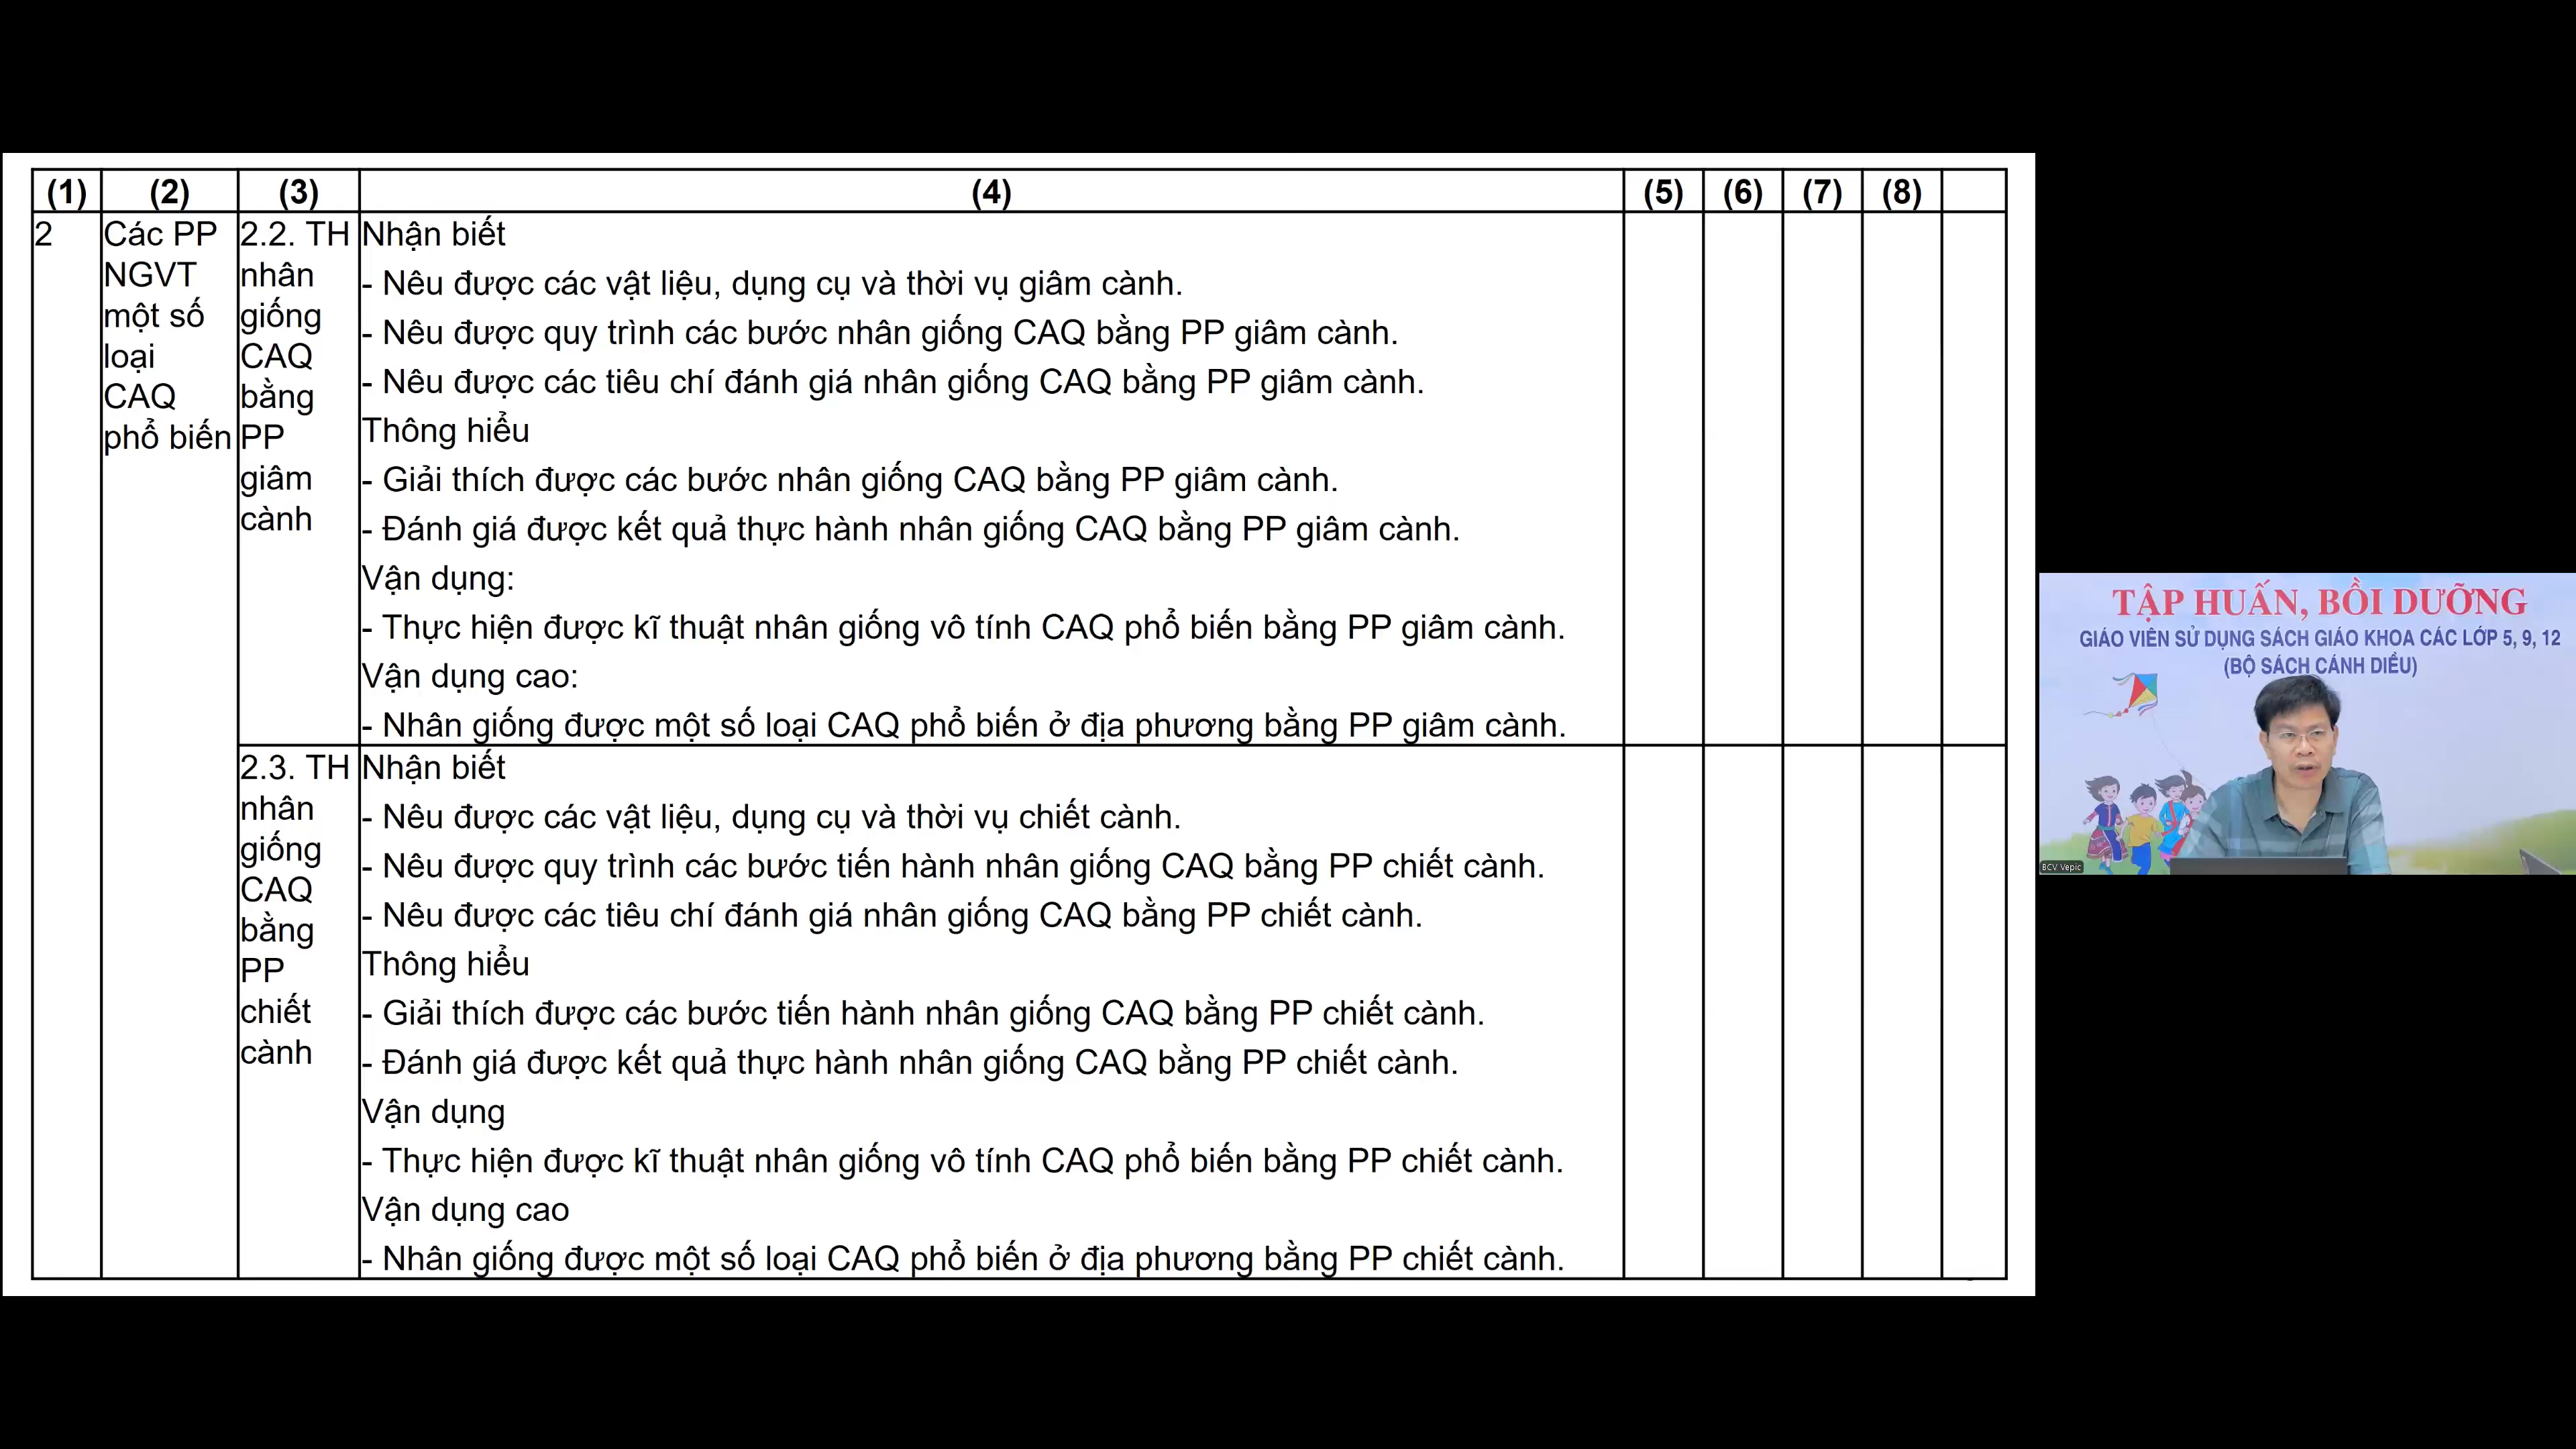 (1) (2) (3) (4) (5) (6) (7) (8)
2
Các PP
NGVT
một số
loại
CAQ
phổ biến
2.2. TH
nhân
giống
CAQ
bằng
PP
giâm
cành
Nhận biết
- Nêu được các vật liệu, dụng cụ và thời vụ giâm cành.
- Nêu được quy trình các bước nhân giống CAQ bằng PP giâm cành.
- Nêu được các tiêu chí đánh giá nhân giống CAQ bằng PP giâm cành.
Thông hiểu
- Giải thích được các bước nhân giống CAQ bằng PP giâm cành.
- Đánh giá được kết quả thực hành nhân giống CAQ bằng PP giâm cành.
Vận dụng:
- Thực hiện được kĩ thuật nhân giống vô tính CAQ phổ biến bằng PP giâm cành.
Vận dụng cao:
- Nhân giống được một số loại CAQ phổ biến ở địa phương bằng PP giâm cành.
2.3. TH
nhân
giống
CAQ
bằng
PP
chiết
cành
Nhận biết
- Nêu được các vật liệu, dụng cụ và thời vụ chiết cành.
- Nêu được quy trình các bước tiến hành nhân giống CAQ bằng PP chiết cành.
- Nêu được các tiêu chí đánh giá nhân giống CAQ bằng PP chiết cành.
Thông hiểu
- Giải thích được các bước tiến hành nhân giống CAQ bằng PP chiết cành.
- Đánh giá được kết quả thực hành nhân giống CAQ bằng PP chiết cành.
Vận dụng
- Thực hiện được kĩ thuật nhân giống vô tính CAQ phổ biến bằng PP chiết cành.
Vận dụng cao
- Nhân giống được một số loại CAQ phổ biến ở địa phương bằng PP chiết cành.
TẬP HUẤN, BỒI DƯỠNG
GIÁO VIÊN SỬ DỤNG SÁCH GIÁO KHOA CÁC LỚP 5, 9, 12
(BỘ SÁCH CÁNH DIỀU)
BCV Vepic